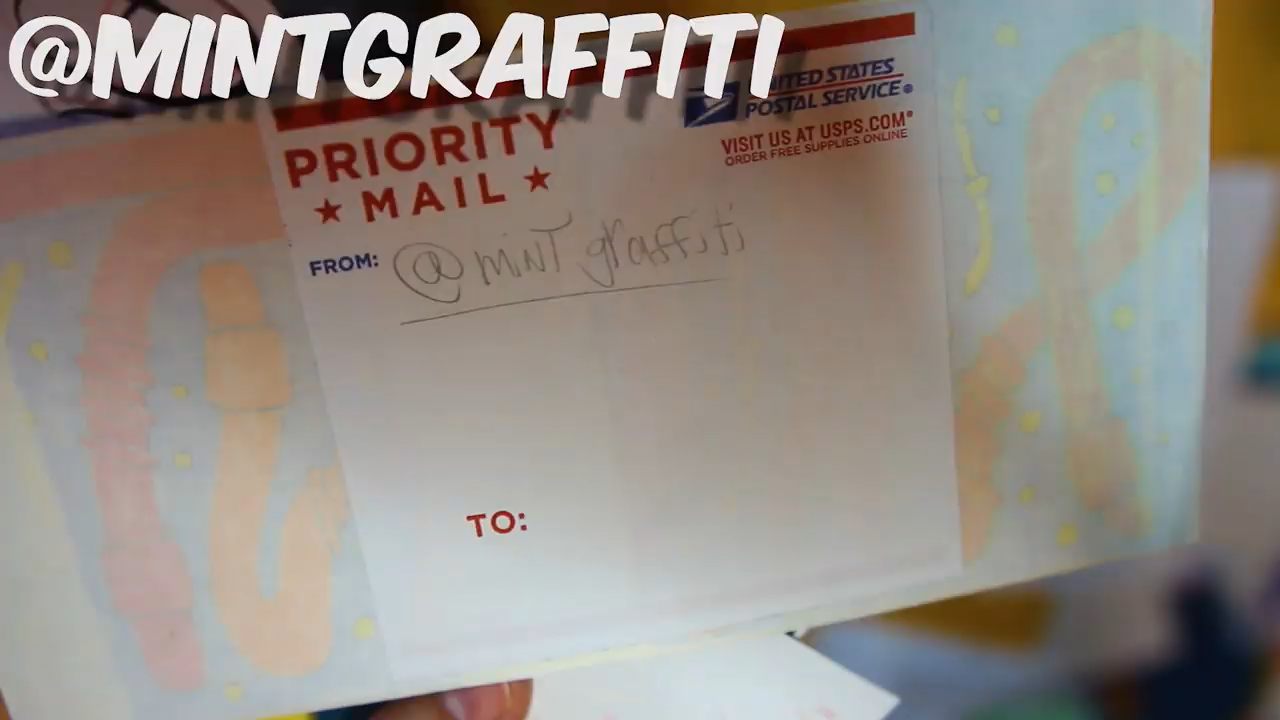 @MINTGRAFFITI
UNITED STATES
POSTAL SERVICE®
VISIT US AT USPS.COM®
ORDER FREE SUPPLIES ONLINE
PRIORITY
★ MAIL ★
FROM: @mint graffiti
TO: